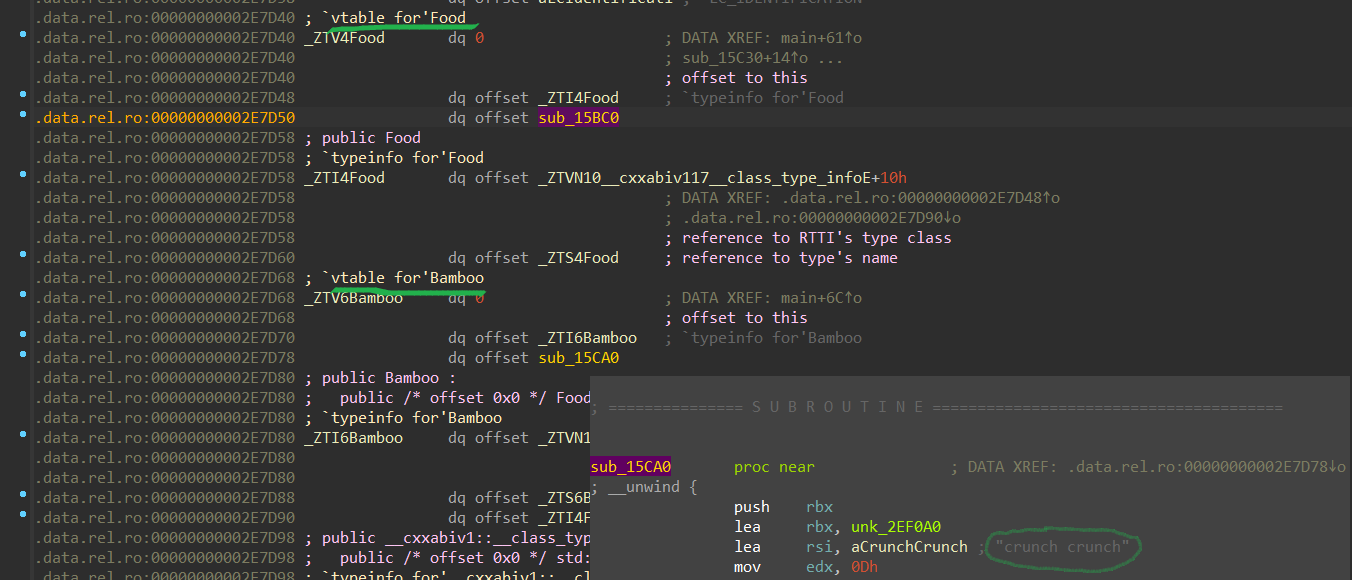 .data.rel.ro:00000000002E7D40 ; `vtable for'Food
.data.rel.ro:00000000002E7D40 _ZTV4Food dq 0 ; DATA XREF: main+61↑o
.data.rel.ro:00000000002E7D40 ; sub_15C30+14↑o ...
.data.rel.ro:00000000002E7D40 ; offset to this
.data.rel.ro:00000000002E7D48 dq offset _ZTI4Food ; `typeinfo for'Food
.data.rel.ro:00000000002E7D50 dq offset sub_15BC0
.data.rel.ro:00000000002E7D58 ; public Food
.data.rel.ro:00000000002E7D58 ; `typeinfo for'Food
.data.rel.ro:00000000002E7D58 _ZTI4Food dq offset _ZTVN10__cxxabiv117__class_type_infoE+10h
.data.rel.ro:00000000002E7D58 ; DATA XREF: .data.rel.ro:00000000002E7D48↑o
.data.rel.ro:00000000002E7D58 ; .data.rel.ro:00000000002E7D90↓o
.data.rel.ro:00000000002E7D58 ; reference to RTTI's type class
.data.rel.ro:00000000002E7D60 dq offset _ZTS4Food ; reference to type's name
.data.rel.ro:00000000002E7D68 ; `vtable for'Bamboo
.data.rel.ro:00000000002E7D68 _ZTV6Bamboo dq 0 ; DATA XREF: main+6C↑o
.data.rel.ro:00000000002E7D68 ; offset to this
.data.rel.ro:00000000002E7D70 dq offset _ZTI6Bamboo ; `typeinfo for'Bamboo
.data.rel.ro:00000000002E7D78 dq offset sub_15CA0
.data.rel.ro:00000000002E7D80 ; public Bamboo :
.data.rel.ro:00000000002E7D80 ; public /* offset 0x0 */ Food
.data.rel.ro:00000000002E7D80 ; `typeinfo for'Bamboo
.data.rel.ro:00000000002E7D80 _ZTI6Bamboo dq offset _ZTVN1
.data.rel.ro:00000000002E7D80
.data.rel.ro:00000000002E7D80
.data.rel.ro:00000000002E7D88 dq offset _ZTS6B
.data.rel.ro:00000000002E7D90 dq offset _ZTI4F
.data.rel.ro:00000000002E7D98 ; public __cxxabiv1::__class_typ
.data.rel.ro:00000000002E7D98 ; public /* offset 0x0 */ std:
.data.rel.ro:00000000002E7D98 ; `typeinfo for'__cxxabiv1::__cl
; =============== S U B R O U T I N E =======================================
sub_15CA0 proc near ; DATA XREF: .data.rel.ro:00000000002E7D78↓o
; __unwind {
push rbx
lea rbx, unk_2EF0A0
lea rsi, aCrunchCrunch ; "crunch crunch"
mov edx, 0Dh